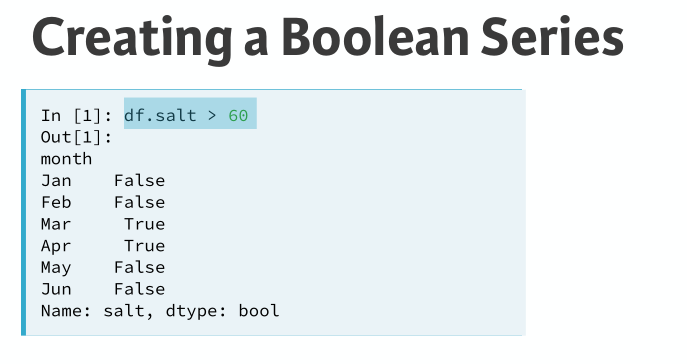 Creating a Boolean Series
In [1]: df.salt > 60
Out[1]:
month
Jan    False
Feb    False
Mar     True
Apr     True
May    False
Jun    False
Name: salt, dtype: bool